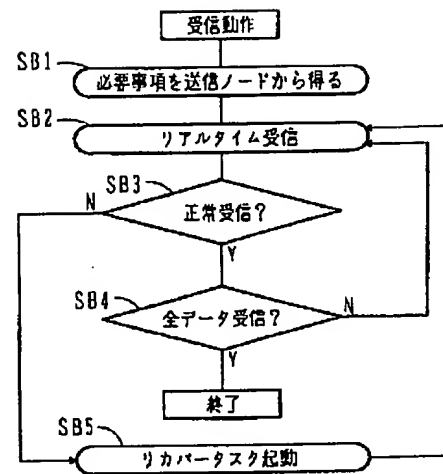 受信動作
SB1
必要事項を送信ノードから得る
SB2
リアルタイム受信
SB3
N
正常受信?
Y
SB4
全データ受信?
N
Y
終了
SB5
リカバータスク起動